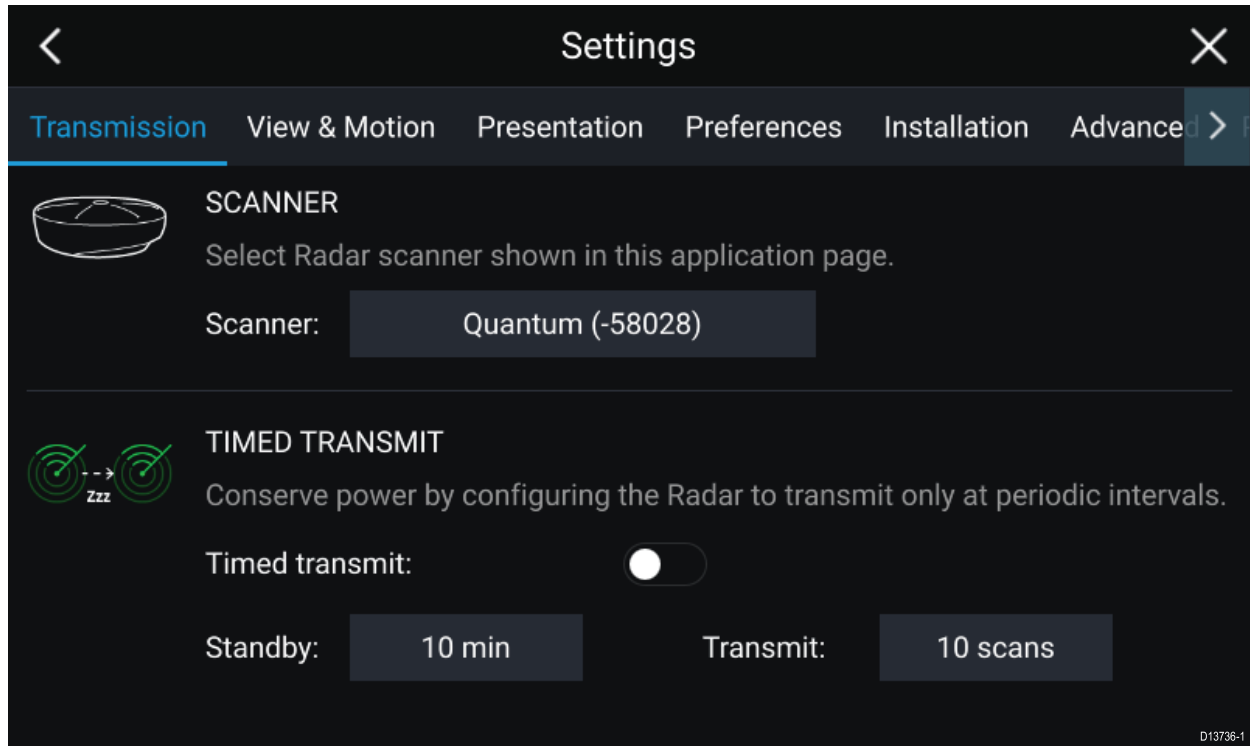 Settings
Transmission View & Motion Presentation Preferences Installation Advanced
SCANNER
Select Radar scanner shown in this application page.
Scanner: Quantum (-58028)
TIMED TRANSMIT
Zzz
Conserve power by configuring the Radar to transmit only at periodic intervals.
Timed transmit:
Standby: 10 min Transmit: 10 scans
D13736-1